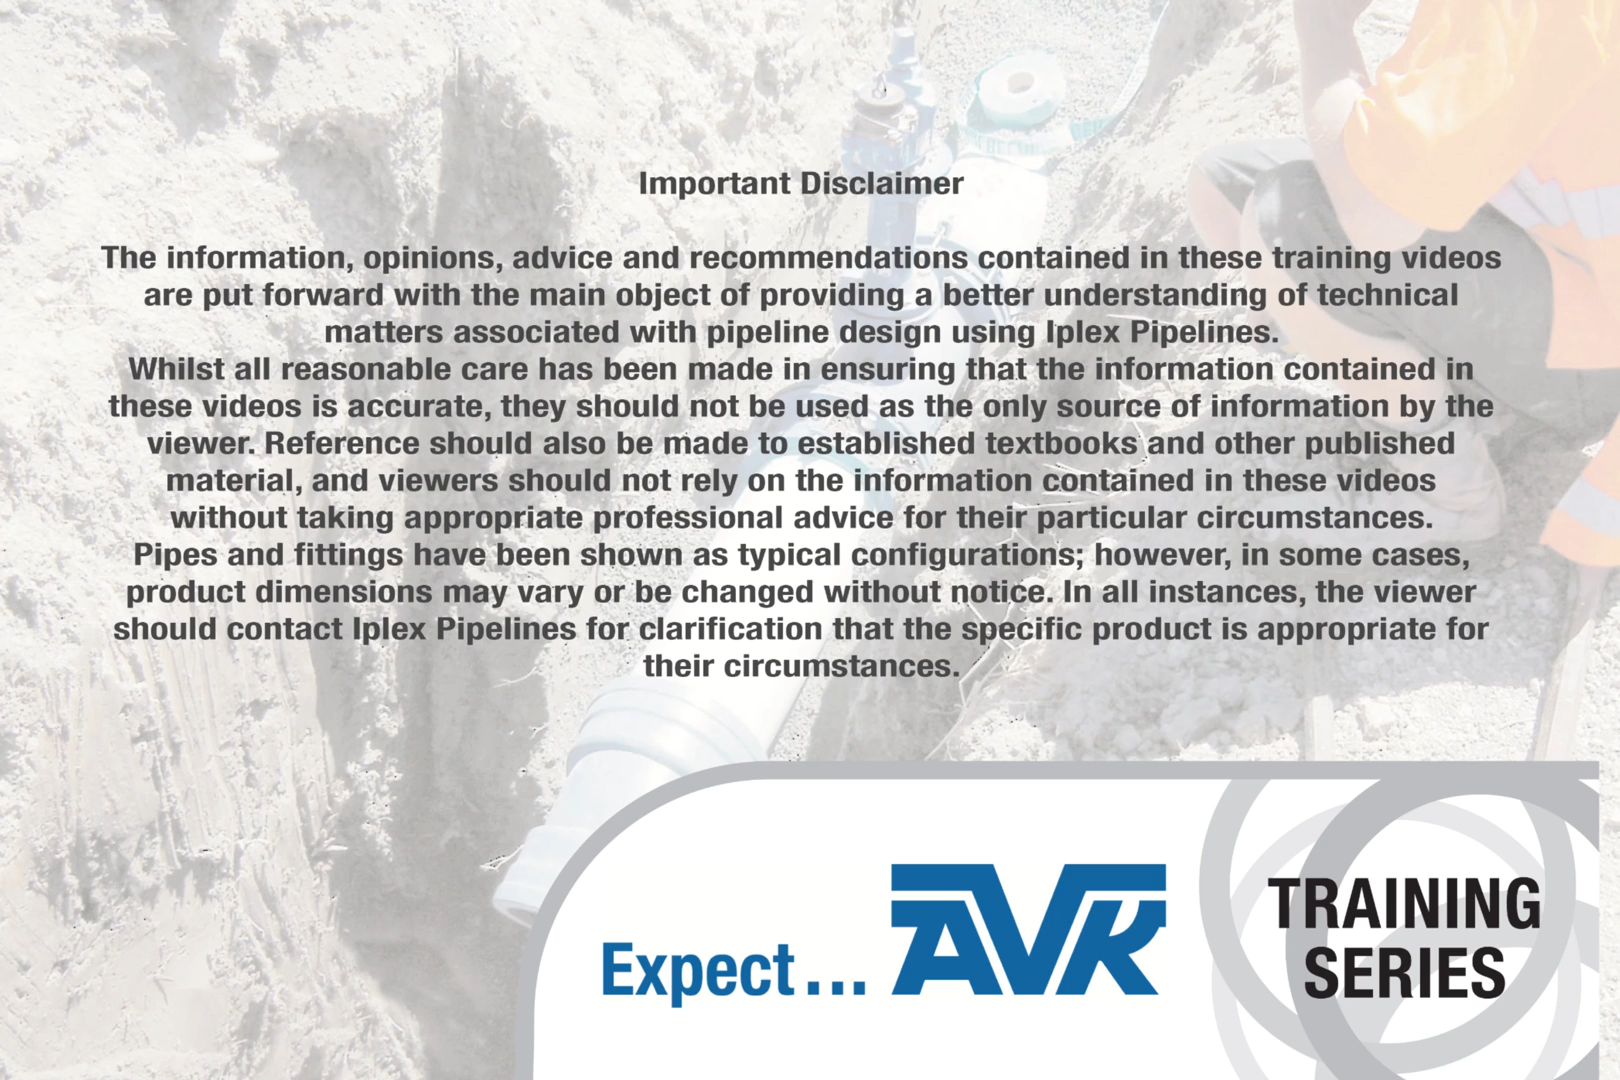 Important Disclaimer
The information, opinions, advice and recommendations contained in these training videos
are put forward with the main object of providing a better understanding of technical
matters associated with pipeline design using Iplex Pipelines.
Whilst all reasonable care has been made in ensuring that the information contained in
these videos is accurate, they should not be used as the only source of information by the
viewer. Reference should also be made to established textbooks and other published
material, and viewers should not rely on the information contained in these videos
without taking appropriate professional advice for their particular circumstances.
Pipes and fittings have been shown as typical configurations; however, in some cases,
product dimensions may vary or be changed without notice. In all instances, the viewer
should contact Iplex Pipelines for clarification that the specific product is appropriate for
their circumstances.
Expect... AVK
TRAINING
SERIES